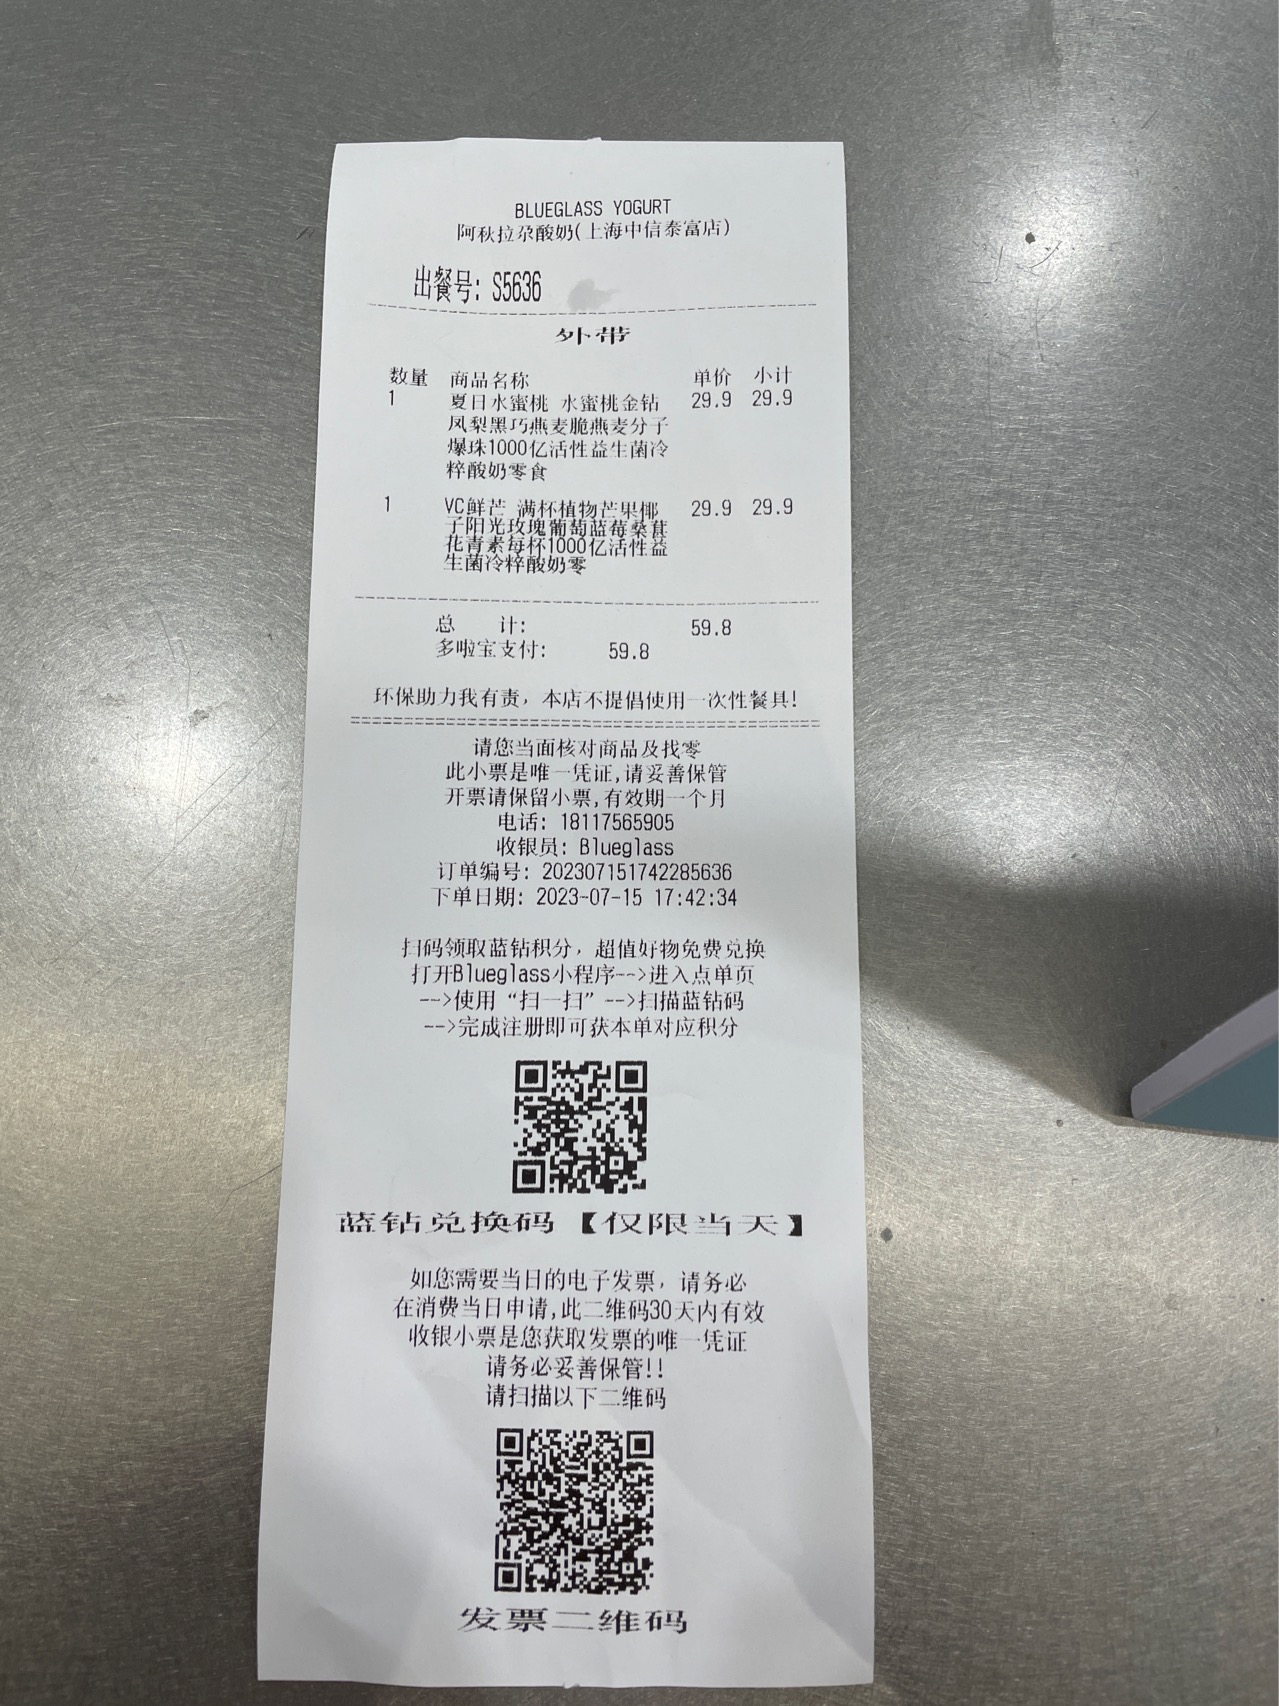 BLUEGLASS YOGURT
阿秋拉尕酸奶(上海中信泰富店)
出餐号: S5636
外带
数量 商品名称 单价 小计
1 夏日水蜜桃 水蜜桃金钻 29.9 29.9
凤梨黑巧燕麦脆燕麦分子
爆珠1000亿活性益生菌冷
粹酸奶零食
1 VC鲜芒 满杯植物芒果椰 29.9 29.9
子阳光玫瑰葡萄蓝莓桑葚
花青素每杯1000亿活性益
生菌冷粹酸奶零
总 计: 59.8
多啦宝支付: 59.8
环保助力我有责，本店不提倡使用一次性餐具!
请您当面核对商品及找零
此小票是唯一凭证,请妥善保管
开票请保留小票,有效期一个月
电话: 18117565905
收银员: Blueglass
订单编号: 202307151742285636
下单日期: 2023-07-15 17:42:34
扫码领取蓝钻积分，超值好物免费兑换
打开Blueglass小程序-->进入点单页
-->使用“扫一扫”-->扫描蓝钻码
-->完成注册即可获本单对应积分
蓝钻兑换码【仅限当天】
如您需要当日的电子发票，请务必
在消费当日申请,此二维码30天内有效
收银小票是您获取发票的唯一凭证
请务必妥善保管!!
请扫描以下二维码
发票二维码